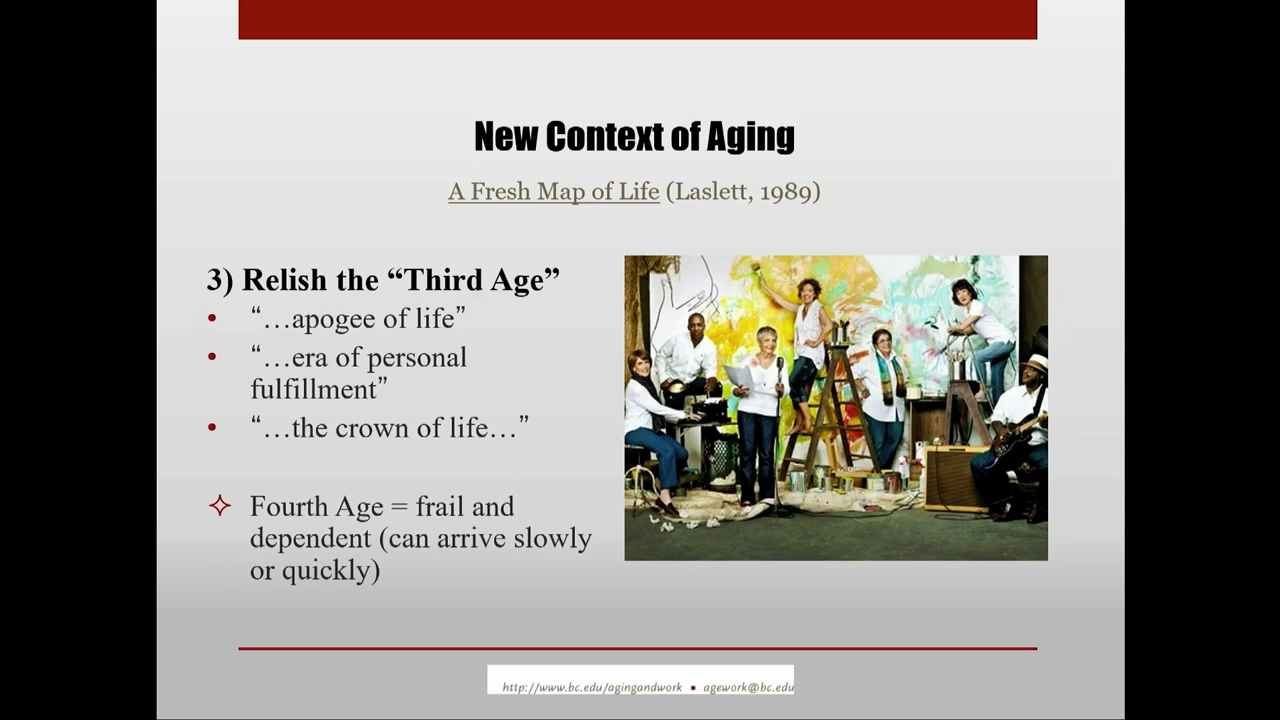 New Context of Aging
A Fresh Map of Life (Laslett, 1989)
3) Relish the “Third Age”
• “…apogee of life”
• “…era of personal
fulfillment”
• “…the crown of life…”
✧ Fourth Age = frail and
dependent (can arrive slowly
or quickly)
http://www.bc.edu/agingandwork ▪ agework@bc.edu